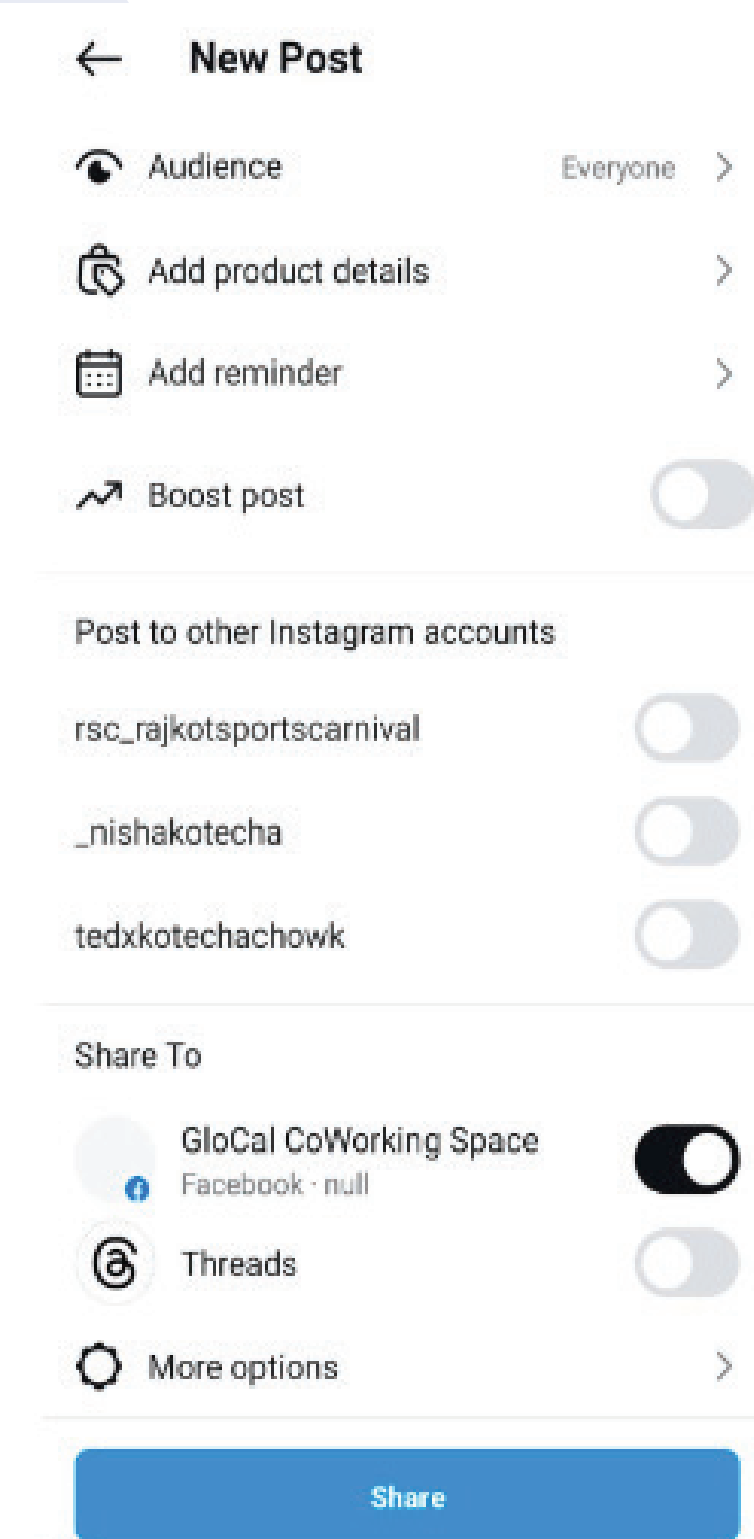 New Post
Audience Everyone
Add product details
Add reminder
Boost post
Post to other Instagram accounts
rsc_rajkotsportscarnival
_nishakotecha
tedxkotechachowk
Share To
GloCal CoWorking Space
Facebook · null
Threads
More options
Share